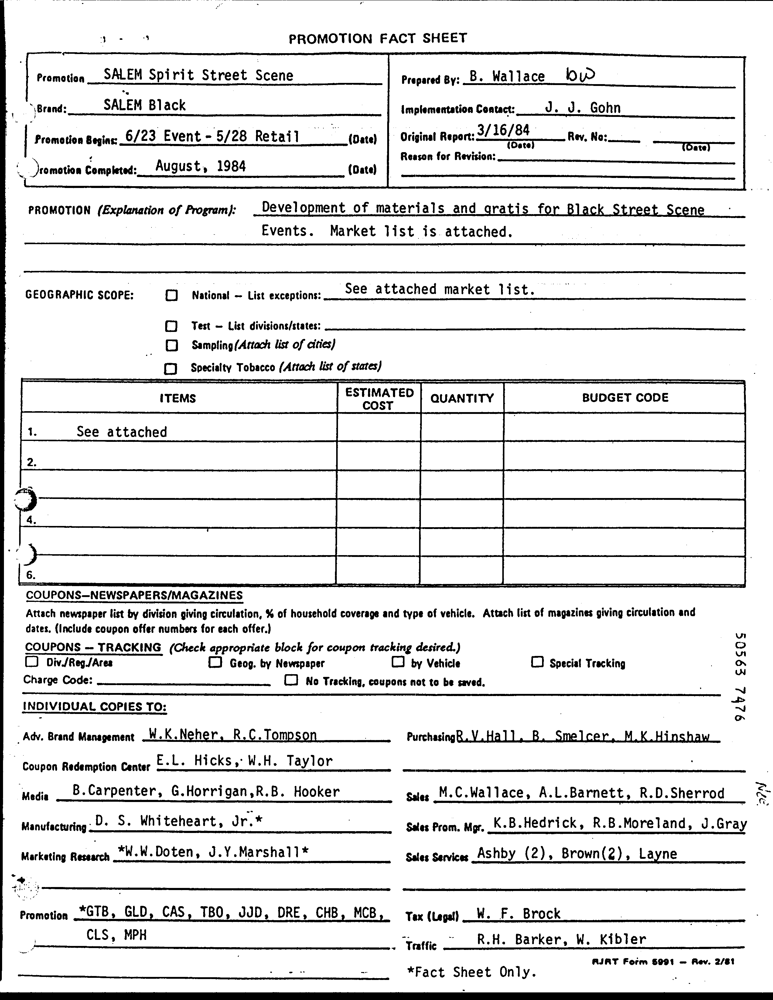 PROMOTION FACT SHEET
Promotion SALEM Spirit Street Scene
Brand: SALEM Black
Promotion Begins: 6/23 Event - 5/28 Retail (Date)
Promotion Completed: August, 1984 (Date)
Prepared By: B. Wallace bw
Implementation Contact: J. J. Gohn
Original Report: 3/16/84 Rev. No:
(Date) (Date)
Reason for Revision:
PROMOTION (Explanation of Program): Development of materials and gratis for Black Street Scene
Events. Market list is attached.
GEOGRAPHIC SCOPE: National — List exceptions: See attached market list.
Test — List divisions/states:
Sampling (Attach list of cities)
Specialty Tobacco (Attach list of states)
ITEMS ESTIMATED COST QUANTITY BUDGET CODE
1. See attached
2.
4.
6.
COUPONS—NEWSPAPERS/MAGAZINES
Attach newspaper list by division giving circulation, % of household coverage and type of vehicle. Attach list of magazines giving circulation and
dates. (Include coupon offer numbers for each offer.)
COUPONS — TRACKING (Check appropriate block for coupon tracking desired.)
Div./Reg./Area Geog. by Newspaper by Vehicle Special Tracking
Charge Code: No Tracking, coupons not to be saved.
50563 7476
INDIVIDUAL COPIES TO:
Adv. Brand Management W.K.Neher, R.C.Tompson
Purchasing R.V.Hall, B. Smelcer, M.K.Hinshaw
Coupon Redemption Center E.L. Hicks, W.H. Taylor
Media B.Carpenter, G.Horrigan,R.B. Hooker
Sales M.C.Wallace, A.L.Barnett, R.D.Sherrod
Manufacturing D. S. Whiteheart, Jr.*
Sales Prom. Mgr. K.B.Hedrick, R.B.Moreland, J.Gray
Marketing Research *W.W.Doten, J.Y.Marshall*
Sales Services Ashby (2), Brown(2), Layne
Promotion *GTB, GLD, CAS, TBO, JJD, DRE, CHB, MCB,
CLS, MPH
Tax (Legal) W. F. Brock
Traffic R.H. Barker, W. Kibler
RJRT Form 5991 — Rev. 2/81
*Fact Sheet Only.